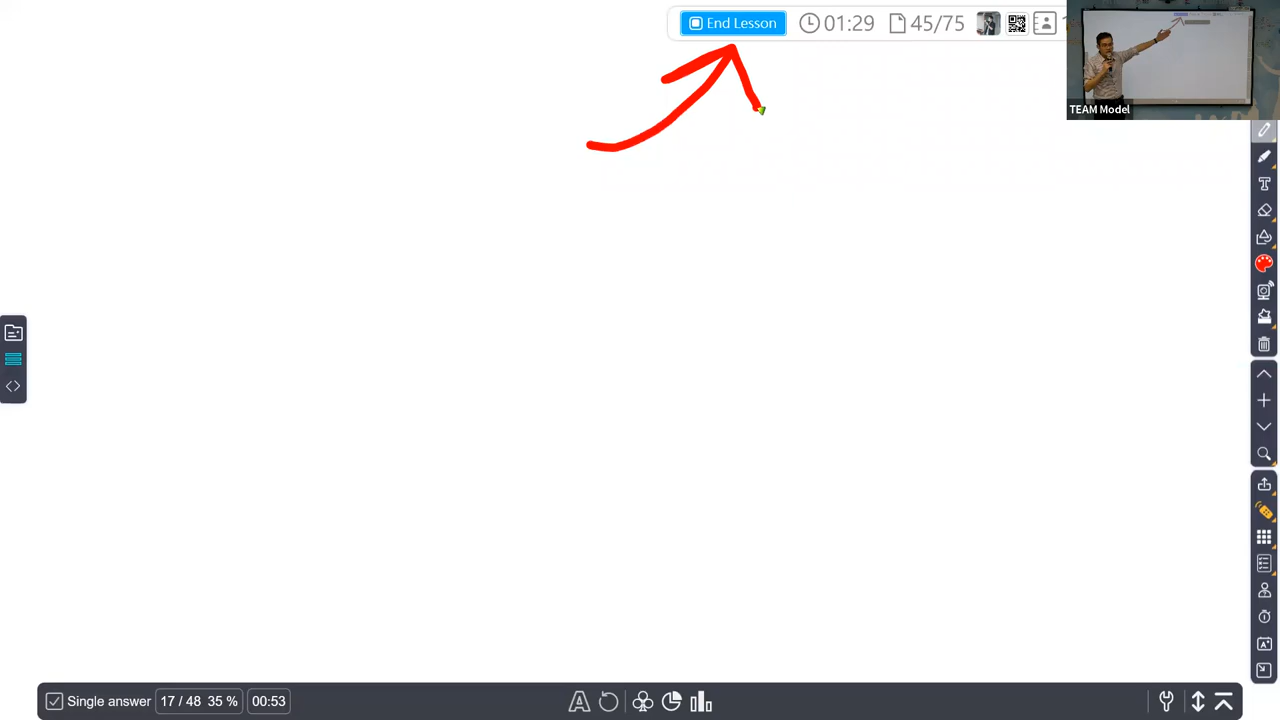 End Lesson 01:29 45/75
TEAM Model
Single answer 17 / 48 35 % 00:53